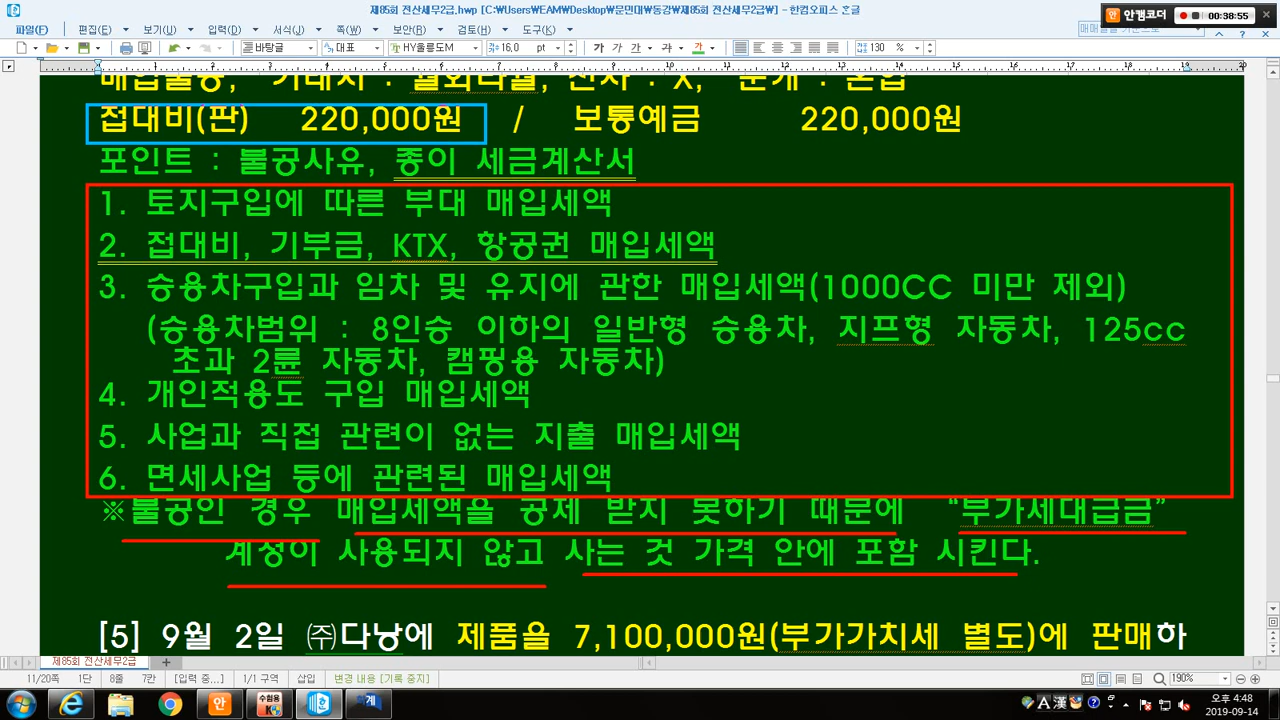 제85회 전산세무2급.hwp [C:₩Users₩EAM₩Desktop₩문민대₩동강₩제85회 전산세무2급₩] - 한컴오피스 한글
안캠코더 00:38:55
파일(F) 편집(E) 보기(U) 입력(D) 서식(J) 쪽(W) 보안(R) 검토(H) 도구(K)
바탕글 대표 HY홀릉도M 16,0 pt 가 가 가 가 가 130 %
접대비(판) 220,000원 / 보통예금 220,000원
포인트 : 불공사유, 종이 세금계산서
1. 토지구입에 따른 부대 매입세액
2. 접대비, 기부금, KTX, 항공권 매입세액
3. 승용차구입과 임차 및 유지에 관한 매입세액(1000CC 미만 제외)
(승용차범위 : 8인승 이하의 일반형 승용차, 지프형 자동차, 125cc
초과 2륜 자동차, 캠핑용 자동차)
4. 개인적용도 구입 매입세액
5. 사업과 직접 관련이 없는 지출 매입세액
6. 면세사업 등에 관련된 매입세액
※불공인 경우 매입세액을 공제 받지 못하기 때문에 “부가세대급금”
계정이 사용되지 않고 사는 것 가격 안에 포함 시킨다.
[5] 9월 2일 ㈜다낭에 제품을 7,100,000원(부가가치세 별도)에 판매하
제85회 전산세무2급
11/20쪽 1단 8줄 7칸 [입력 중...] 1/1 구역 삽입 변경 내용 [기록 중지] 190%
안 수험용 계 A 漢 오후 4:48
2019-09-14